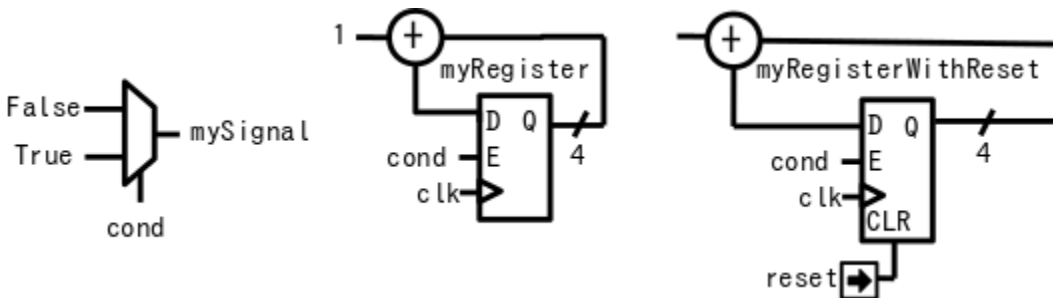 False
True
mySignal
cond
1
myRegister
D Q
cond E
clk
4
myRegisterWithReset
D Q
cond E
clk
CLR
4
reset